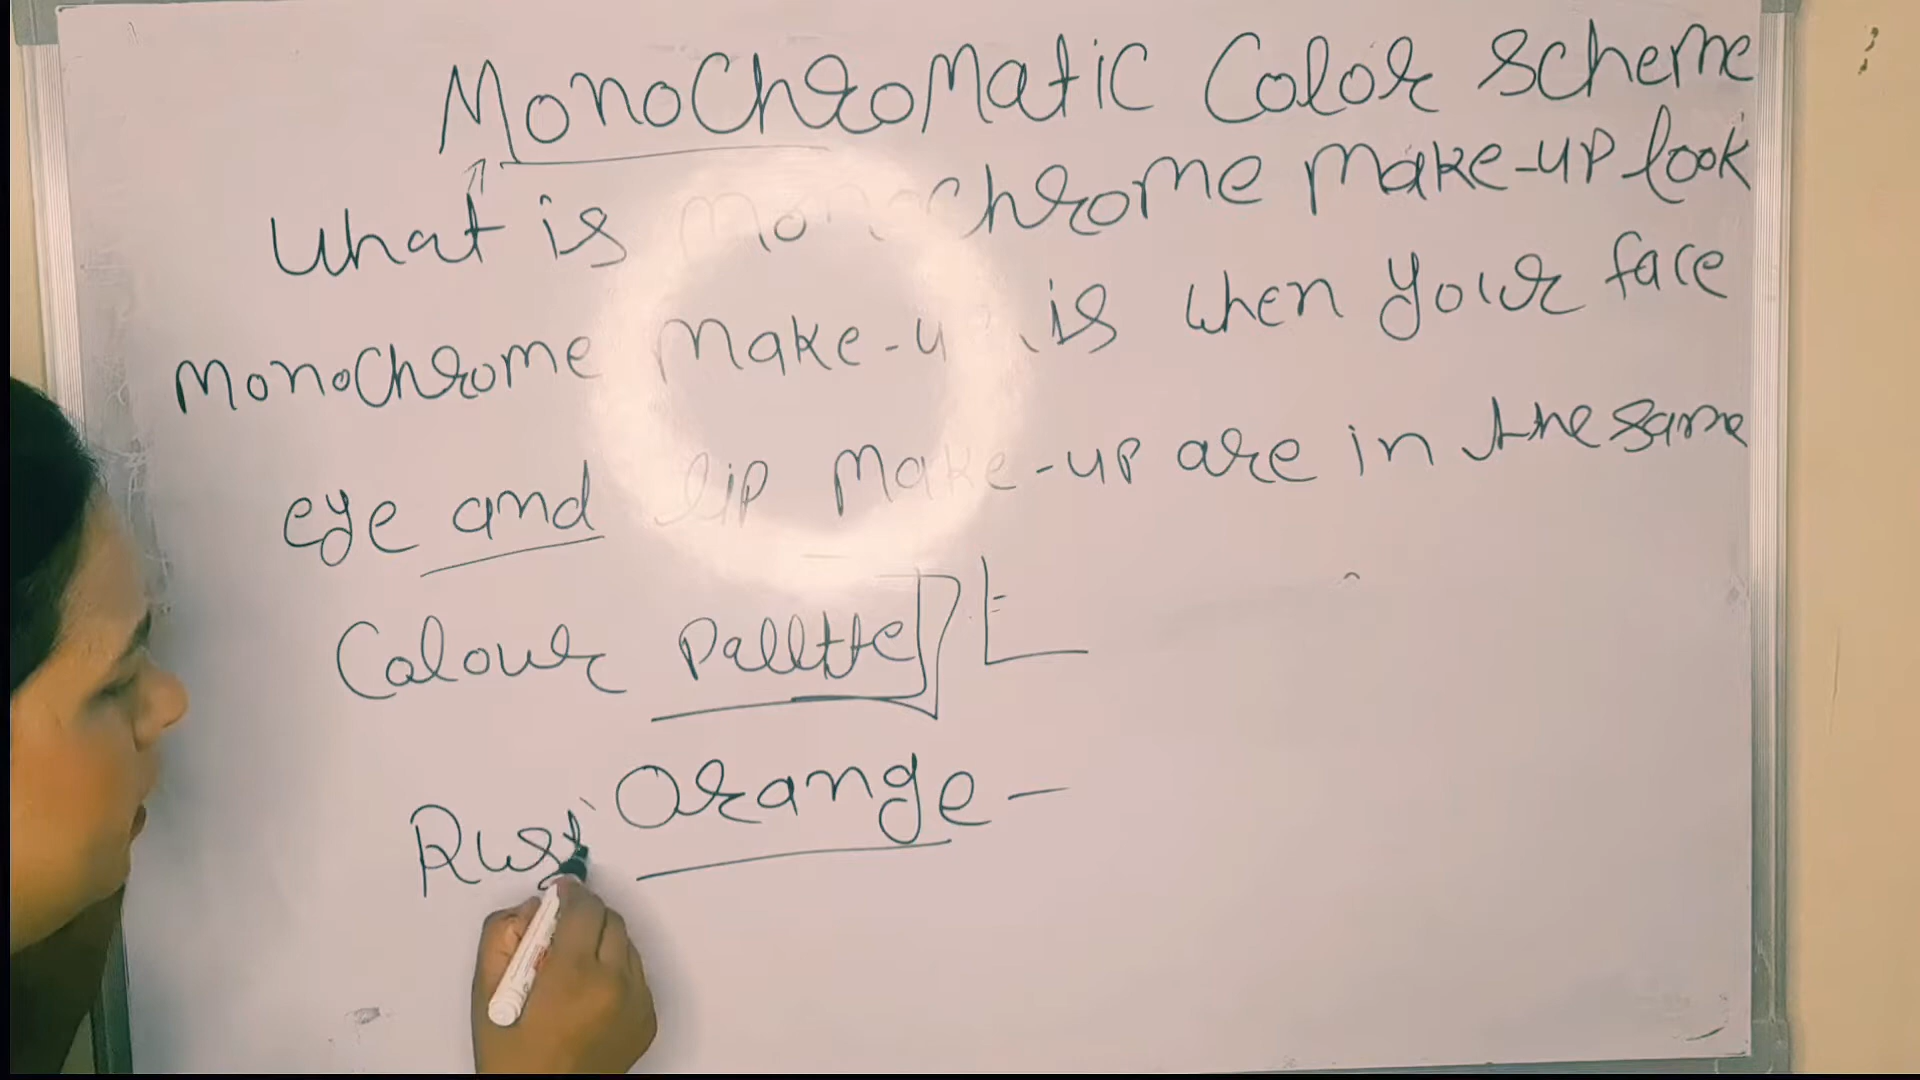 Monochromatic Color Scheme
What is Monochrome Make-up look
Monochrome Make-up is when your face
eye and lip Make-up are in the same
Colour palltte
Rust Orange -